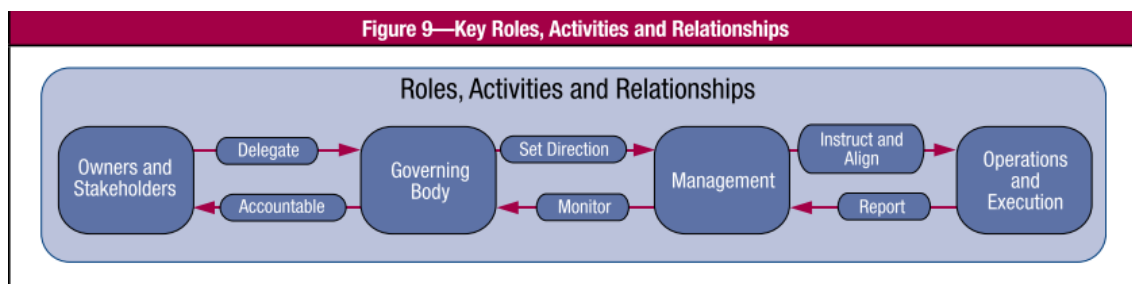 Figure 9—Key Roles, Activities and Relationships
Roles, Activities and Relationships
Owners and
Stakeholders
Delegate
Accountable
Governing
Body
Set Direction
Monitor
Management
Instruct and
Align
Report
Operations
and
Execution